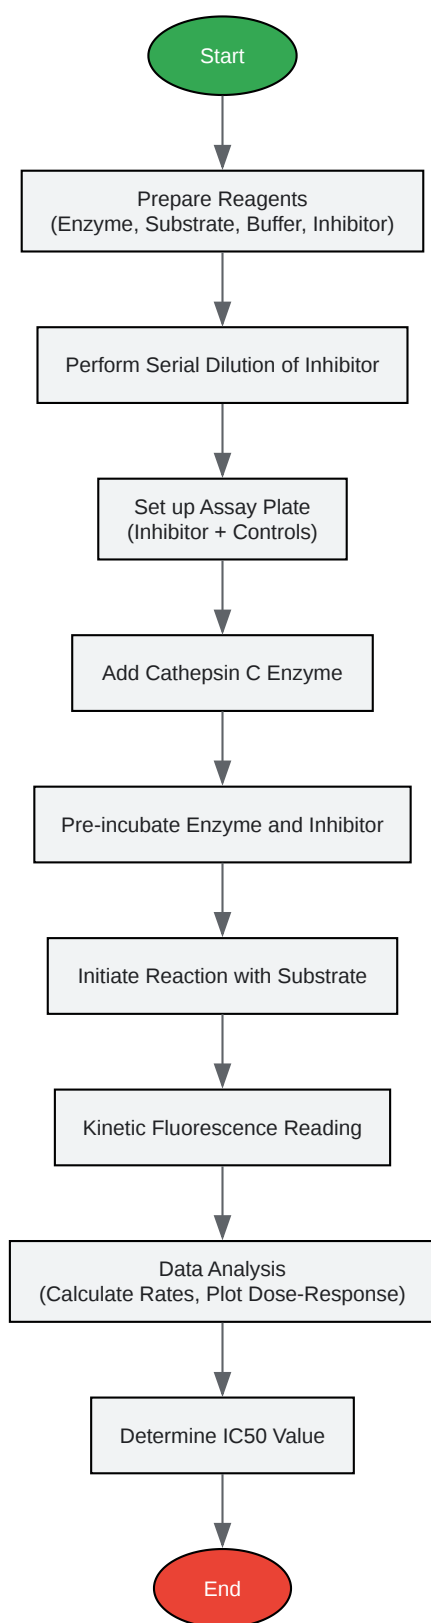 Start
Prepare Reagents
(Enzyme, Substrate, Buffer, Inhibitor)
Perform Serial Dilution of Inhibitor
Set up Assay Plate
(Inhibitor + Controls)
Add Cathepsin C Enzyme
Pre-incubate Enzyme and Inhibitor
Initiate Reaction with Substrate
Kinetic Fluorescence Reading
Data Analysis
(Calculate Rates, Plot Dose-Response)
Determine IC50 Value
End